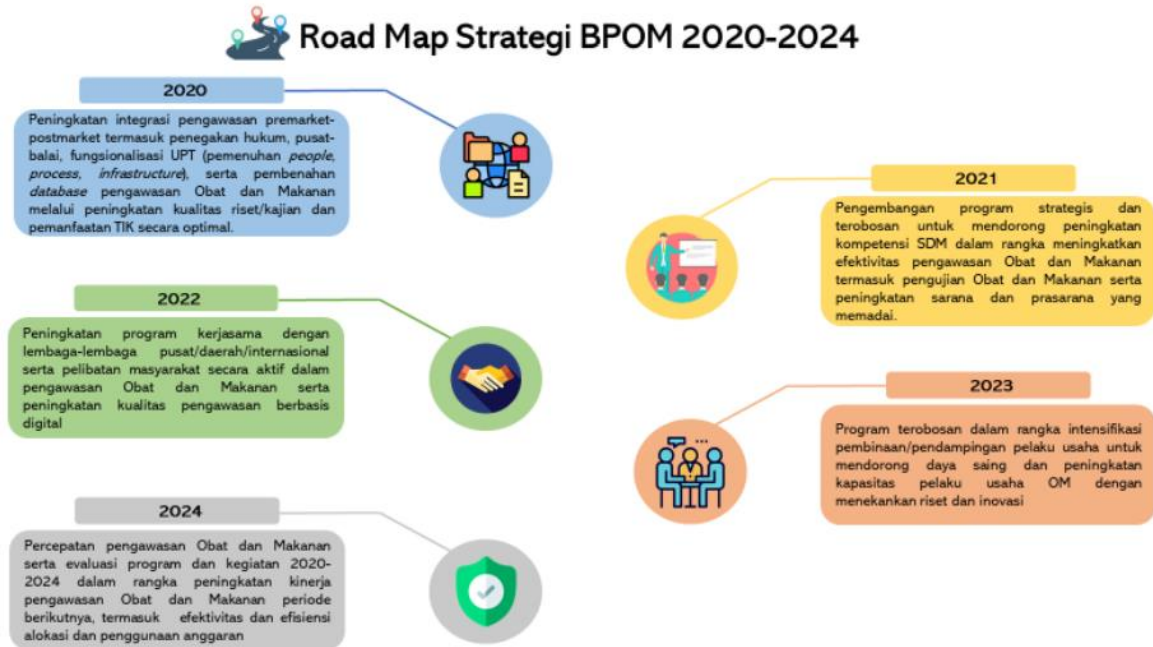 Road Map Strategi BPOM 2020-2024
2020
Peningkatan integrasi pengawasan premarket-
postmarket termasuk penegakan hukum, pusat-
balai, fungsionalisasi UPT (pemenuhan people,
process, infrastructure), serta pembenahan
database pengawasan Obat dan Makanan
melalui peningkatan kualitas riset/kajian dan
pemanfaatan TIK secara optimal.
2021
Pengembangan program strategis dan
terobosan untuk mendorong peningkatan
kompetensi SDM dalam rangka meningkatkan
efektivitas pengawasan Obat dan Makanan
termasuk pengujian Obat dan Makanan serta
peningkatan sarana dan prasarana yang
memadai.
2022
Peningkatan program kerjasama dengan
lembaga-lembaga pusat/daerah/internasional
serta pelibatan masyarakat secara aktif dalam
pengawasan Obat dan Makanan serta
peningkatan kualitas pengawasan berbasis
digital
2023
Program terobosan dalam rangka intensifikasi
pembinaan/pendampingan pelaku usaha untuk
mendorong daya saing dan peningkatan
kapasitas pelaku usaha OM dengan
menekankan riset dan inovasi
2024
Percepatan pengawasan Obat dan Makanan
serta evaluasi program dan kegiatan 2020-
2024 dalam rangka peningkatan kinerja
pengawasan Obat dan Makanan periode
berikutnya, termasuk efektivitas dan efisiensi
alokasi dan penggunaan anggaran